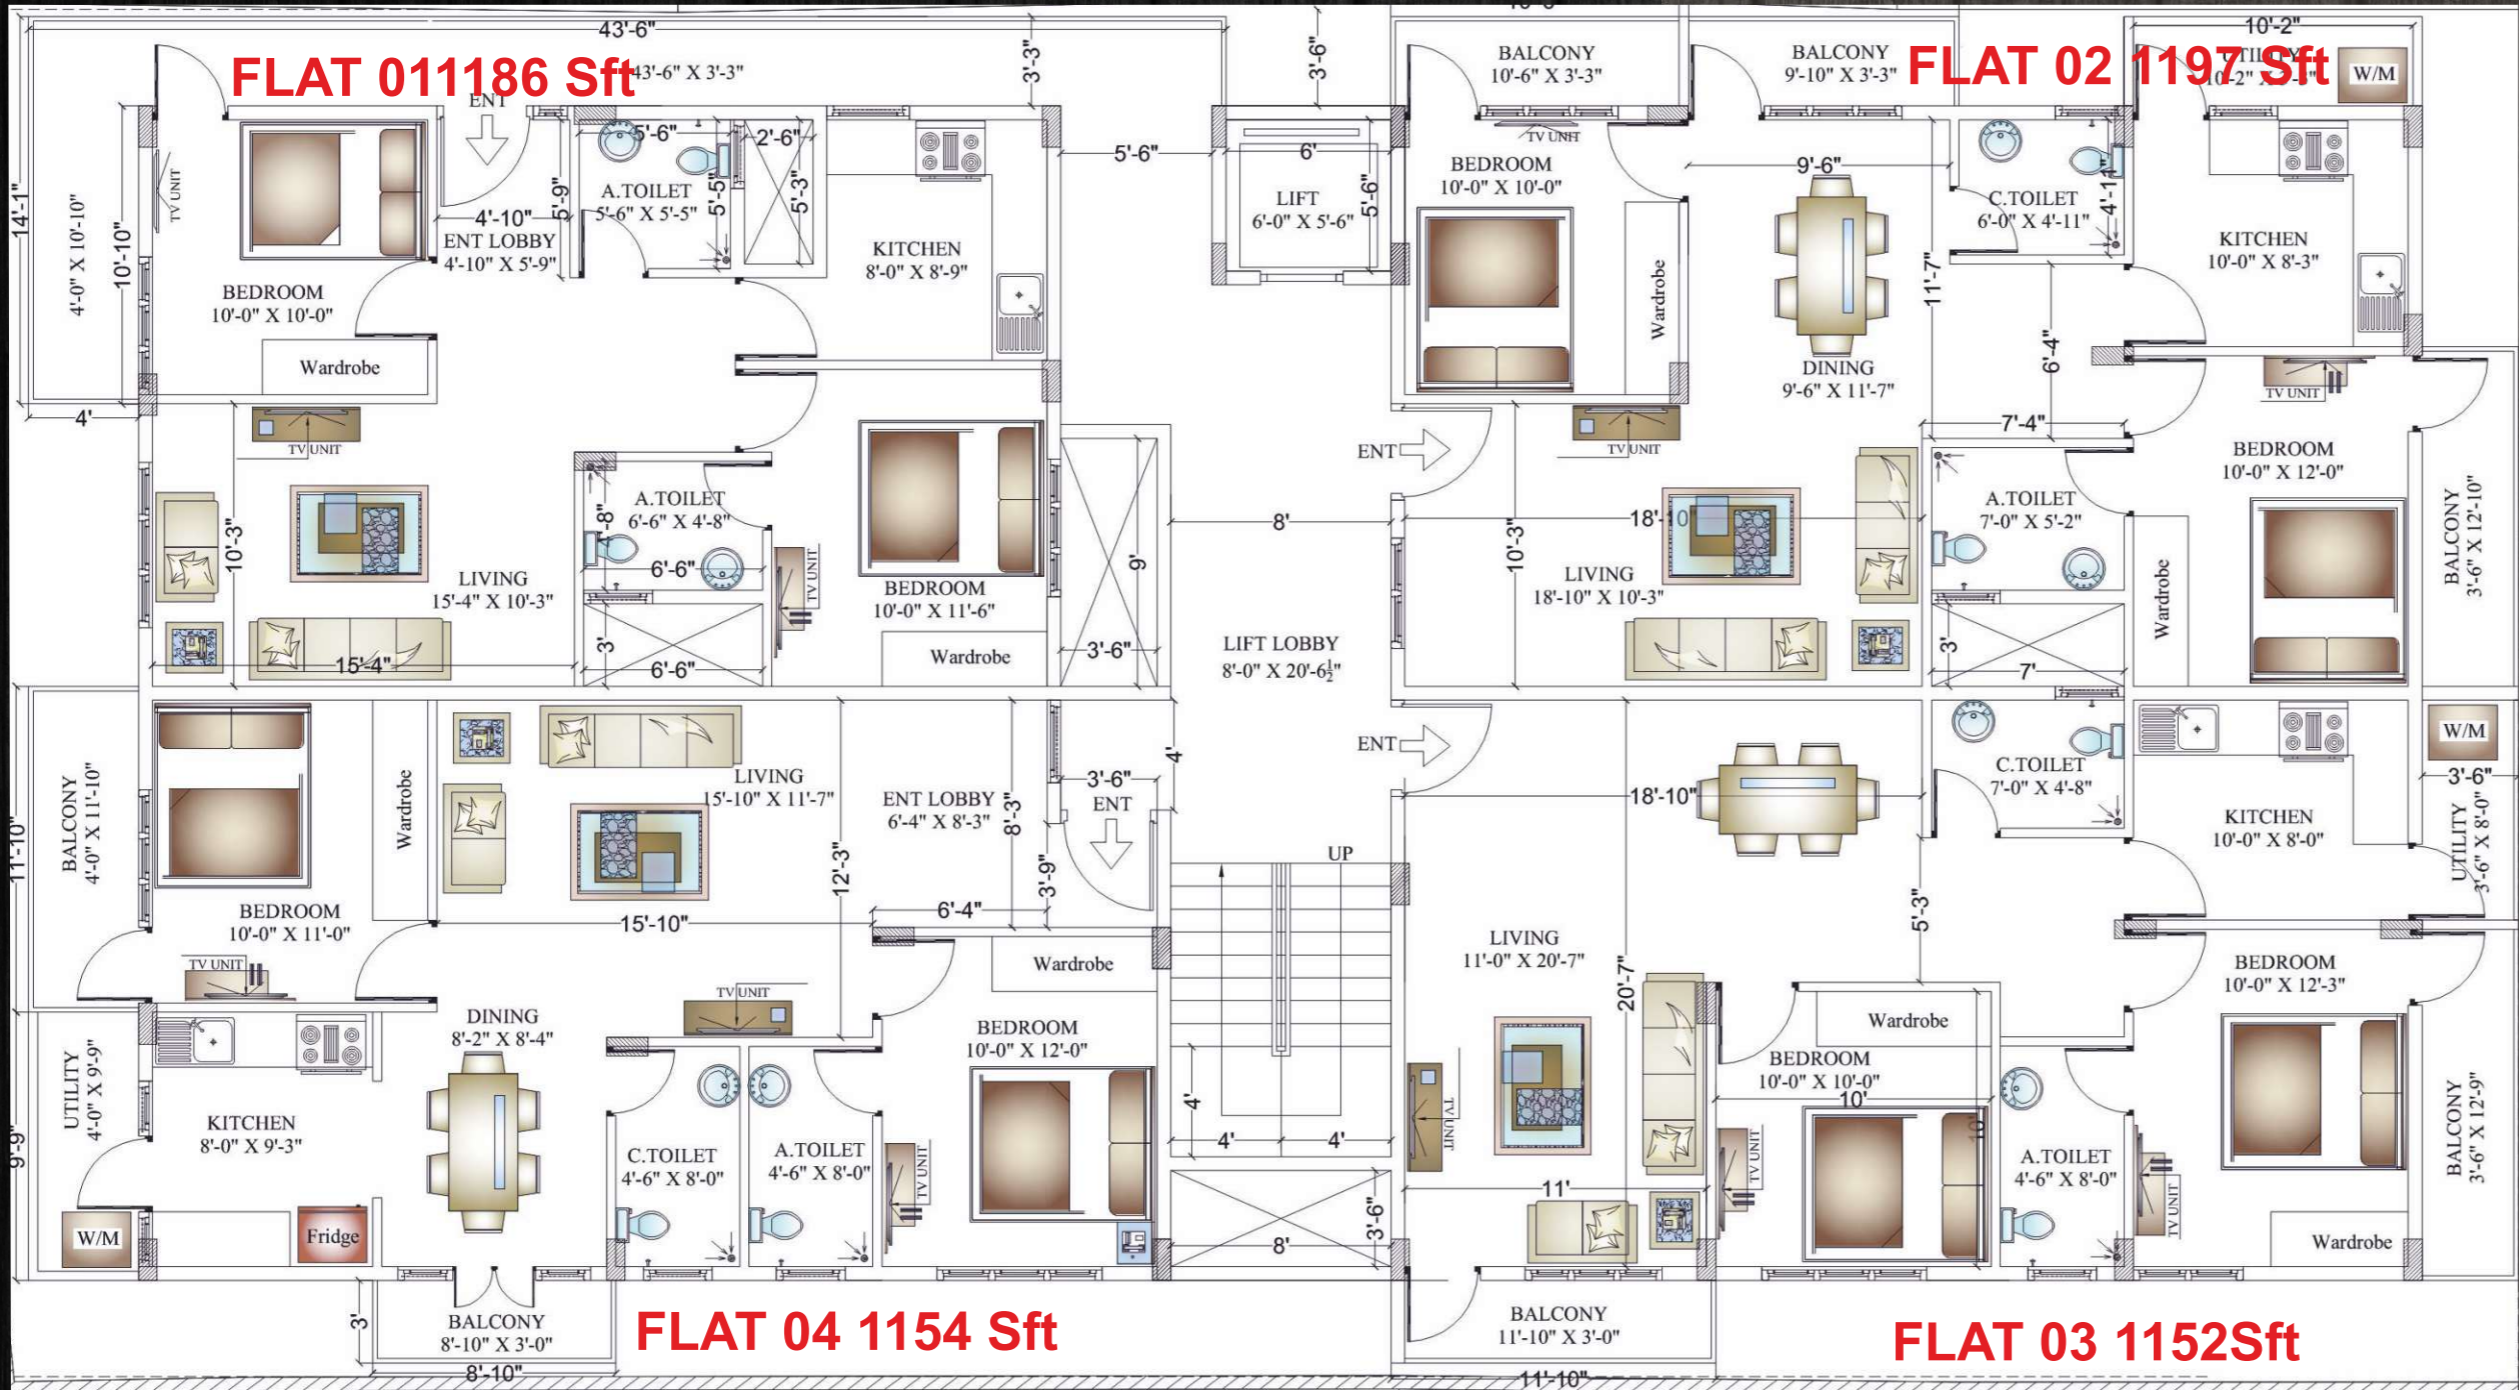 43'-6"
3'-3"
3'-6"
10'-2"
FLAT 011186 Sft
43'-6" X 3'-3"
BALCONY
10'-6" X 3'-3"
BALCONY
9'-10" X 3'-3"
FLAT 02 1197 Sft
W/M
ENT
5'-6"
2'-6"
5'-6"
6'
TV UNIT
9'-6"
14'-1"
4'-0" X 10'-10"
10'-10"
TV UNIT
4'-10"
5'-9"
ENT LOBBY
4'-10" X 5'-9"
A.TOILET
5'-6" X 5'-5"
5'-5"
5'-3"
KITCHEN
8'-0" X 8'-9"
BEDROOM
10'-0" X 10'-0"
Wardrobe
4'
LIFT
6'-0" X 5'-6"
5'-6"
BEDROOM
10'-0" X 10'-0"
Wardrobe
11'-7"
DINING
9'-6" X 11'-7"
C.TOILET
6'-0" X 4'-11"
4'-11"
KITCHEN
10'-0" X 8'-3"
6'-4"
7'-4"
TV UNIT
TV UNIT
10'-3"
LIVING
15'-4" X 10'-3"
15'-4"
A.TOILET
6'-6" X 4'-8"
6'-6"
3'
6'-6"
TV UNIT
BEDROOM
10'-0" X 11'-6"
Wardrobe
9'
3'-6"
8'
LIFT LOBBY
8'-0" X 20'-6½"
ENT
TV UNIT
10'-3"
LIVING
18'-10" X 10'-3"
18'-10
A.TOILET
7'-0" X 5'-2"
3'
7'
BEDROOM
10'-0" X 12'-0"
Wardrobe
BALCONY
3'-6" X 12'-10"
BALCONY
4'-0" X 11'-10"
11'-10"
Wardrobe
BEDROOM
10'-0" X 11'-0"
TV UNIT
LIVING
15'-10" X 11'-7"
15'-10"
12'-3"
ENT LOBBY
6'-4" X 8'-3"
8'-3"
6'-4"
3'-9"
3'-6"
ENT
4'
UP
ENT
18'-10"
C.TOILET
7'-0" X 4'-8"
KITCHEN
10'-0" X 8'-0"
W/M
3'-6"
UTILITY
3'-6" X 8'-0"
5'-3"
LIVING
11'-0" X 20'-7"
20'-7"
UTILITY
4'-0" X 9'-9"
9'-9"
W/M
KITCHEN
8'-0" X 9'-3"
Fridge
DINING
8'-2" X 8'-4"
TV UNIT
C.TOILET
4'-6" X 8'-0"
A.TOILET
4'-6" X 8'-0"
TV UNIT
Wardrobe
BEDROOM
10'-0" X 12'-0"
4'
4'
4'
8'
3'-6"
TV UNIT
11'
Wardrobe
BEDROOM
10'-0" X 10'-0"
10'
10'
TV UNIT
A.TOILET
4'-6" X 8'-0"
TV UNIT
BEDROOM
10'-0" X 12'-3"
Wardrobe
BALCONY
3'-6" X 12'-9"
3'
BALCONY
8'-10" X 3'-0"
8'-10"
FLAT 04 1154 Sft
BALCONY
11'-10" X 3'-0"
11'-10"
FLAT 03 1152Sft